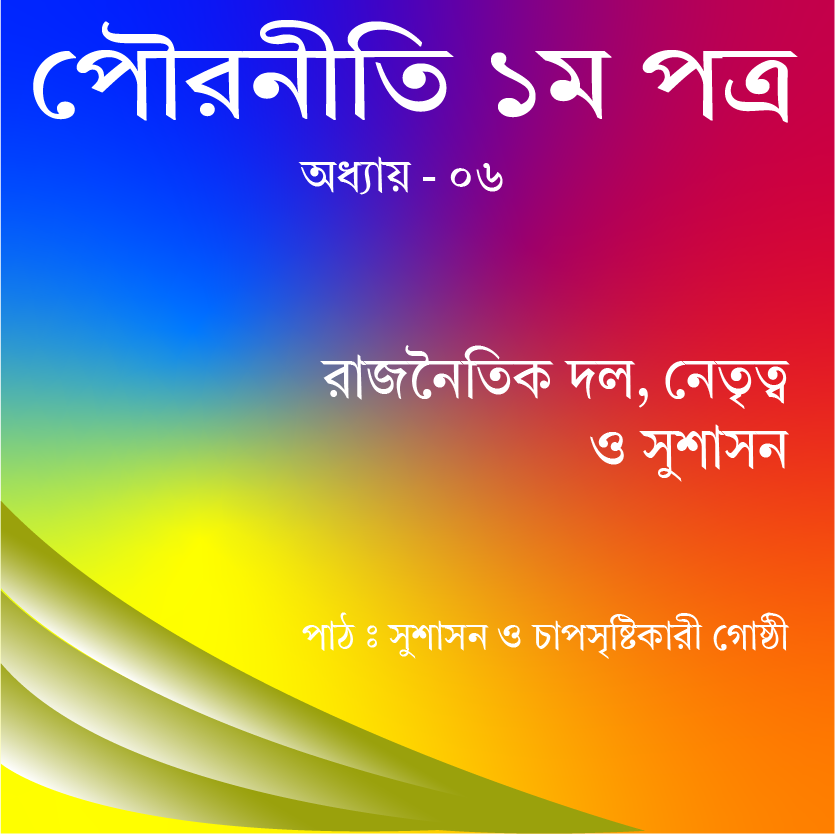 পৌরনীতি ১ম পত্র
অধ্যায় - ০৬
রাজনৈতিক দল, নেতৃত্ব
ও সুশাসন
পাঠ ঃ সুশাসন ও চাপসৃষ্টিকারী গোষ্ঠী